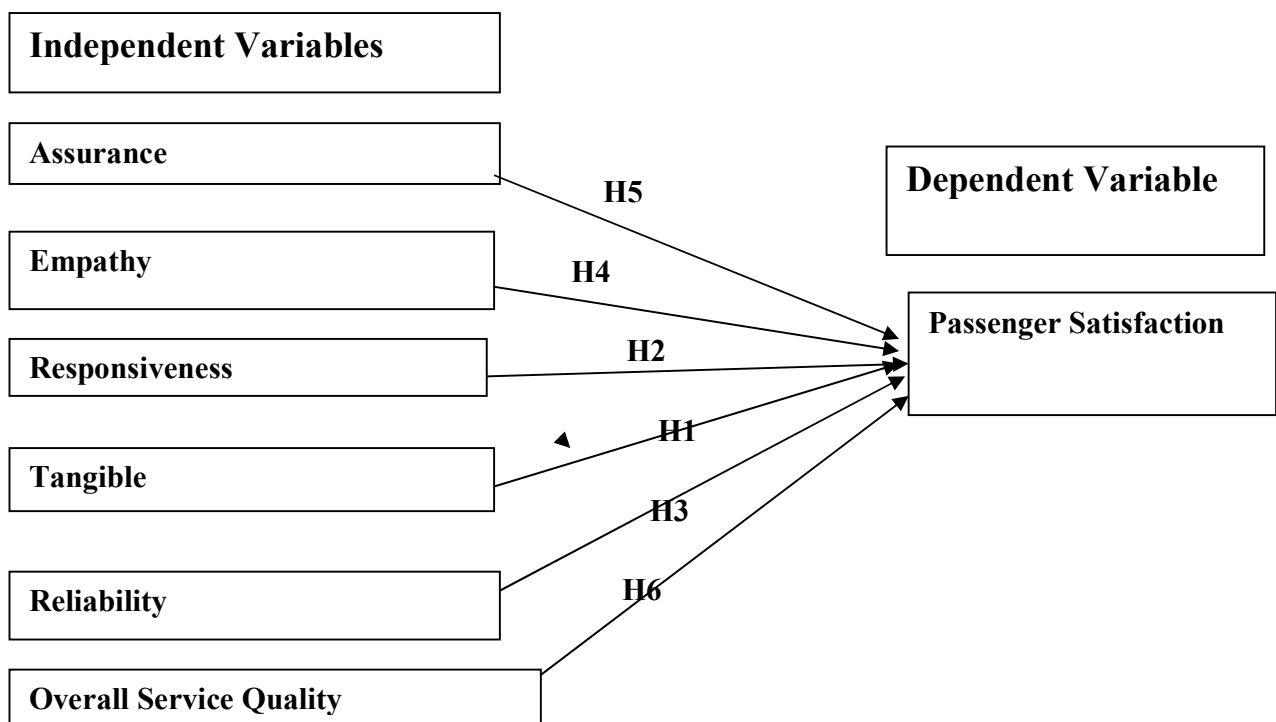 Independent Variables
Assurance
Empathy
Responsiveness
Tangible
Reliability
Overall Service Quality
H5
H4
H2
H1
H3
H6
Dependent Variable
Passenger Satisfaction